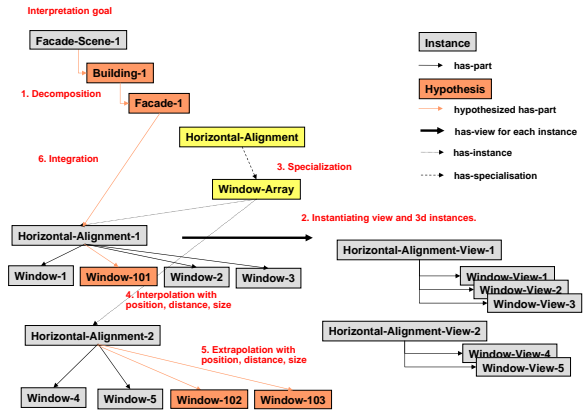 Interpretation goal
Facade-Scene-1
Instance
has-part
Building-1
Hypothesis
1. Decomposition
Facade-1
hypothesized has-part
has-view for each instance
Horizontal-Alignment
has-instance
6. Integration
3. Specialization
has-specialisation
Window-Array
2. Instantiating view and 3d instances.
Horizontal-Alignment-1
Horizontal-Alignment-View-1
Window-1
Window-101
Window-2
Window-3
Window-View-1
Window-View-2
Window-View-3
4. Interpolation with
position, distance, size
Horizontal-Alignment-2
Horizontal-Alignment-View-2
5. Extrapolation with
position, distance, size
Window-View-4
Window-View-5
Window-4
Window-5
Window-102
Window-103